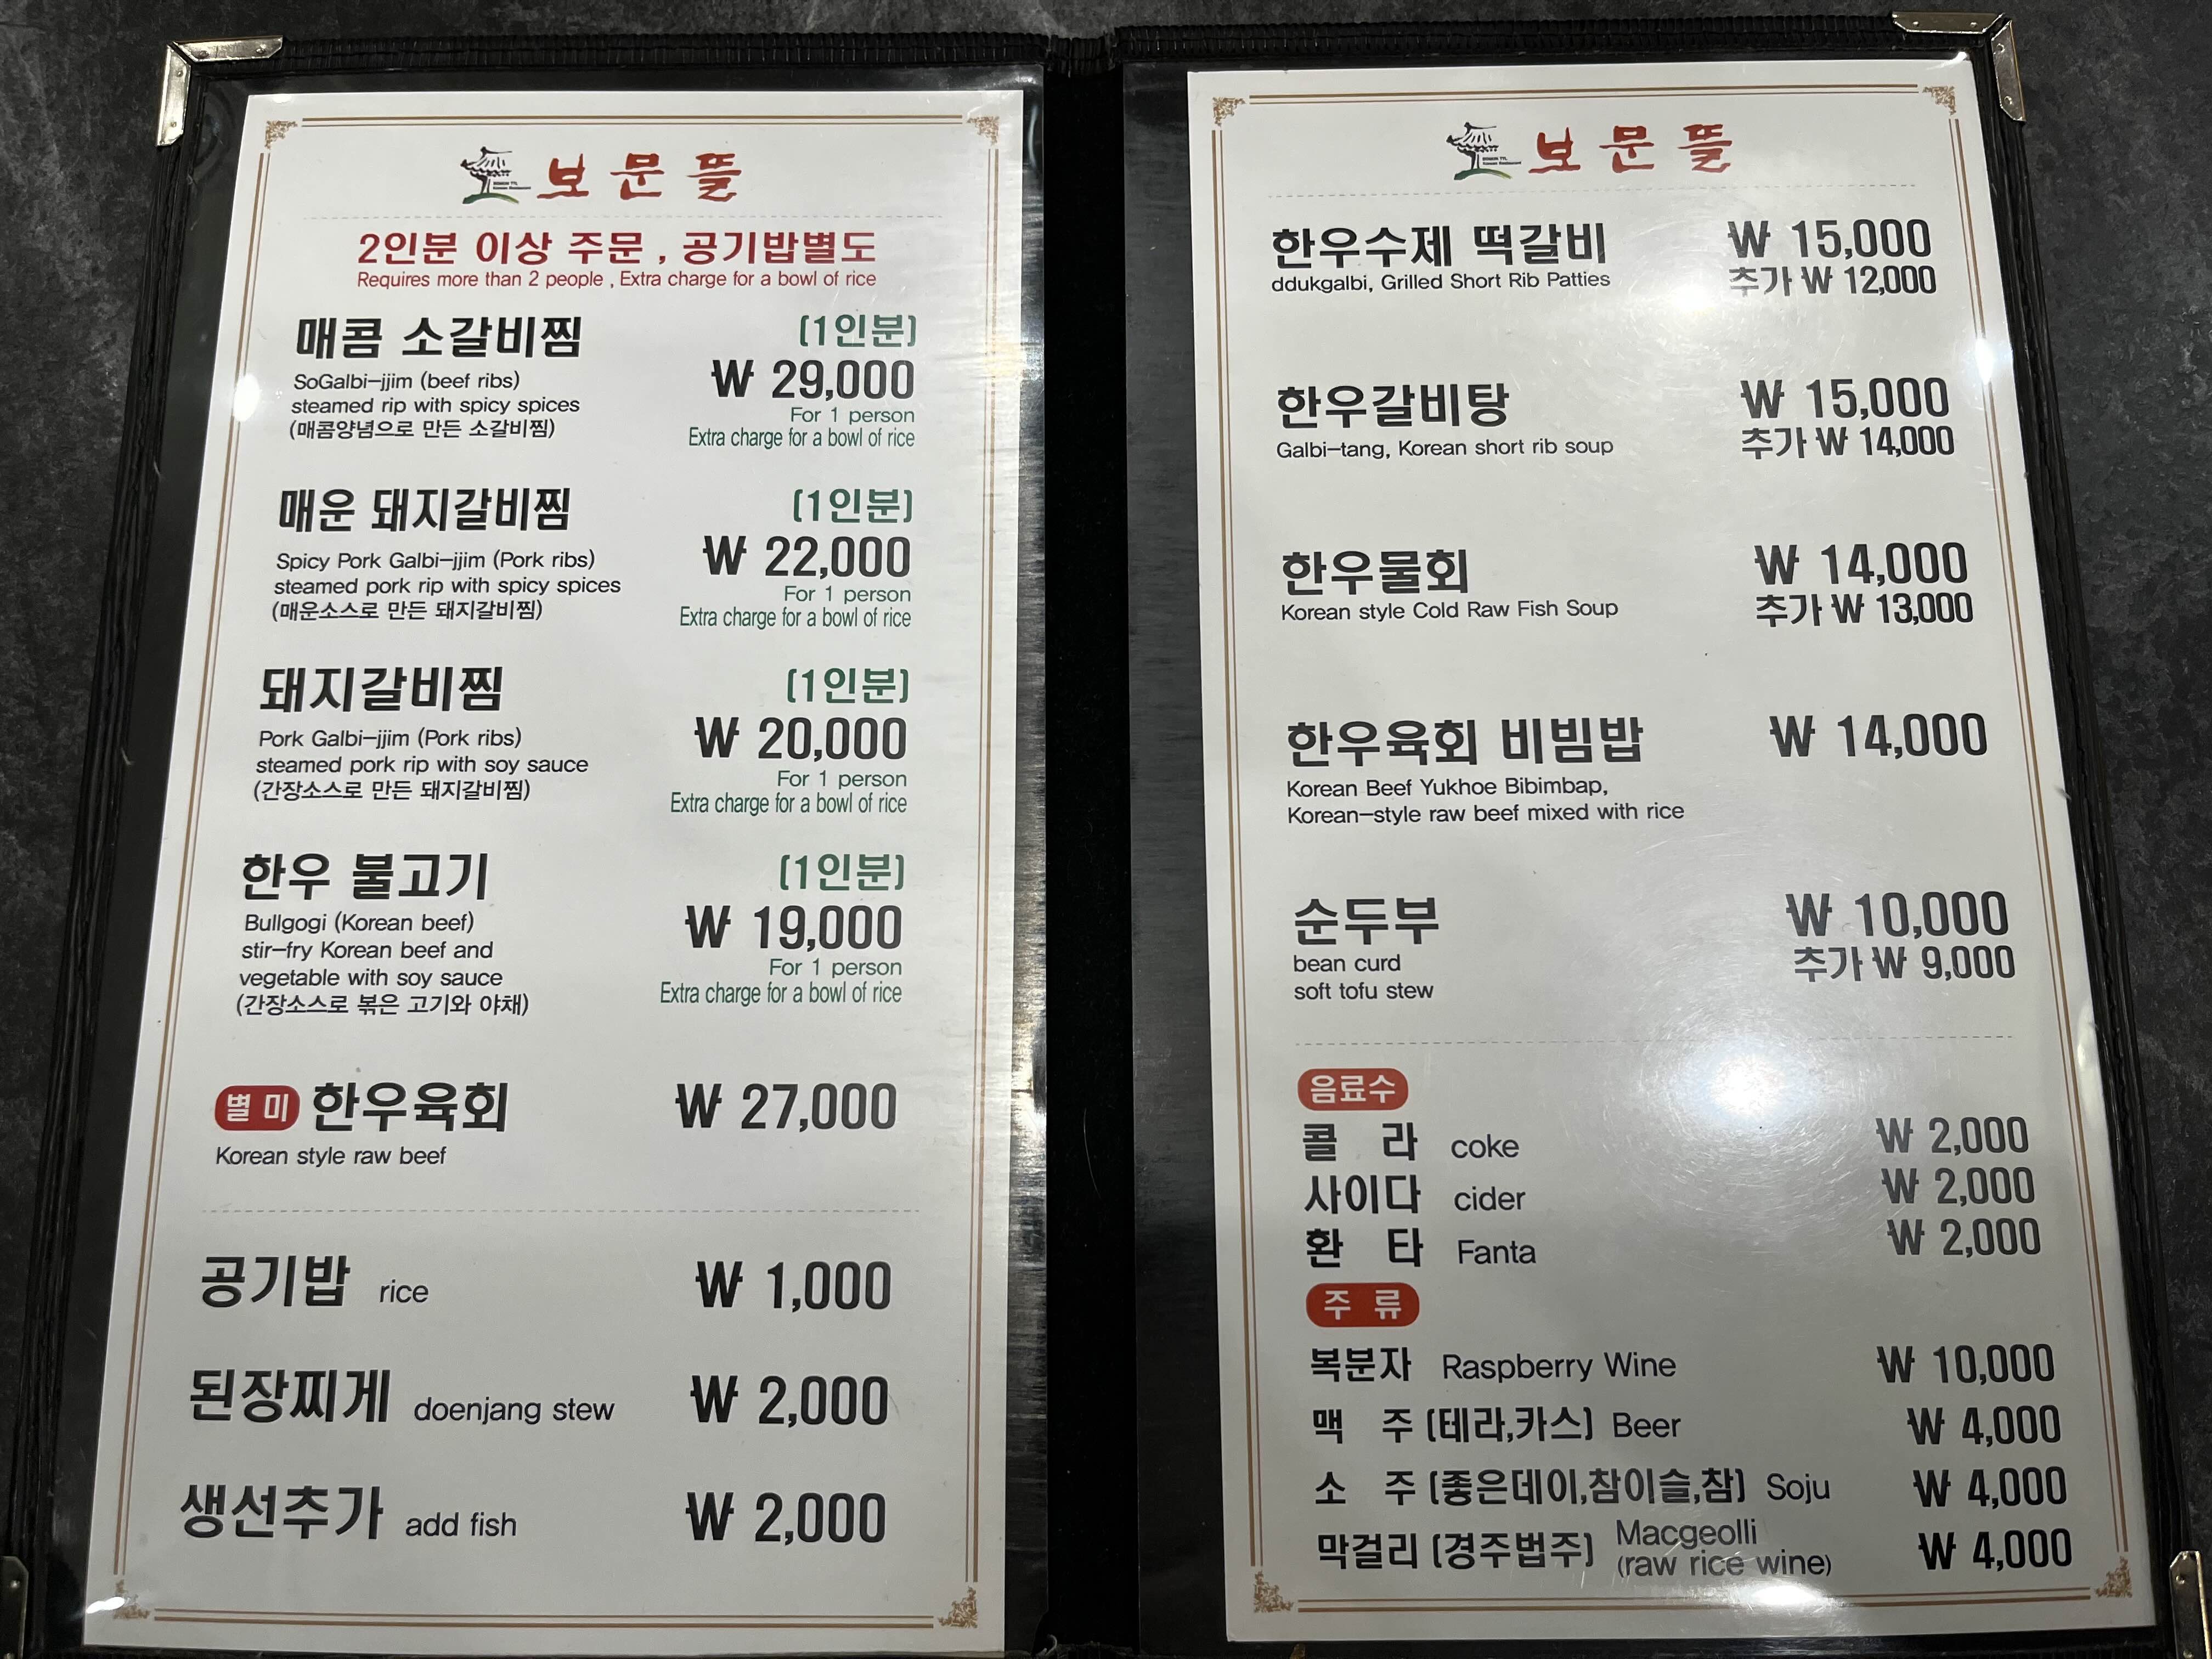 보문뜰
2인분 이상 주문 , 공기밥별도
Requires more than 2 people , Extra charge for a bowl of rice
매콤 소갈비찜 (1인분)
₩ 29,000
SoGalbi-jjim (beef ribs)
steamed rip with spicy spices
(매콤양념으로 만든 소갈비찜)
For 1 person
Extra charge for a bowl of rice
매운 돼지갈비찜 (1인분)
₩ 22,000
Spicy Pork Galbi-jjim (Pork ribs)
steamed pork rip with spicy spices
(매운소스로 만든 돼지갈비찜)
For 1 person
Extra charge for a bowl of rice
돼지갈비찜 (1인분)
₩ 20,000
Pork Galbi-jjim (Pork ribs)
steamed pork rip with soy sauce
(간장소스로 만든 돼지갈비찜)
For 1 person
Extra charge for a bowl of rice
한우 불고기 (1인분)
₩ 19,000
Bullgogi (Korean beef)
stir-fry Korean beef and
vegetable with soy sauce
(간장소스로 볶은 고기와 야채)
For 1 person
Extra charge for a bowl of rice
별미 한우육회 ₩ 27,000
Korean style raw beef
공기밥 rice ₩ 1,000
된장찌게 doenjang stew ₩ 2,000
생선추가 add fish ₩ 2,000
보문뜰
한우수제 떡갈비 ₩ 15,000
ddukgalbi, Grilled Short Rib Patties 추가 ₩ 12,000
한우갈비탕 ₩ 15,000
Galbi-tang, Korean short rib soup 추가 ₩ 14,000
한우물회 ₩ 14,000
Korean style Cold Raw Fish Soup 추가 ₩ 13,000
한우육회 비빔밥 ₩ 14,000
Korean Beef Yukhoe Bibimbap,
Korean-style raw beef mixed with rice
순두부 ₩ 10,000
bean curd 추가 ₩ 9,000
soft tofu stew
음료수
콜 라 coke ₩ 2,000
사이다 cider ₩ 2,000
환 타 Fanta ₩ 2,000
주 류
복분자 Raspberry Wine ₩ 10,000
맥 주 (테라,카스) Beer ₩ 4,000
소 주 (좋은데이,참이슬,참) Soju ₩ 4,000
막걸리 (경주법주) Macgeolli ₩ 4,000
(raw rice wine)